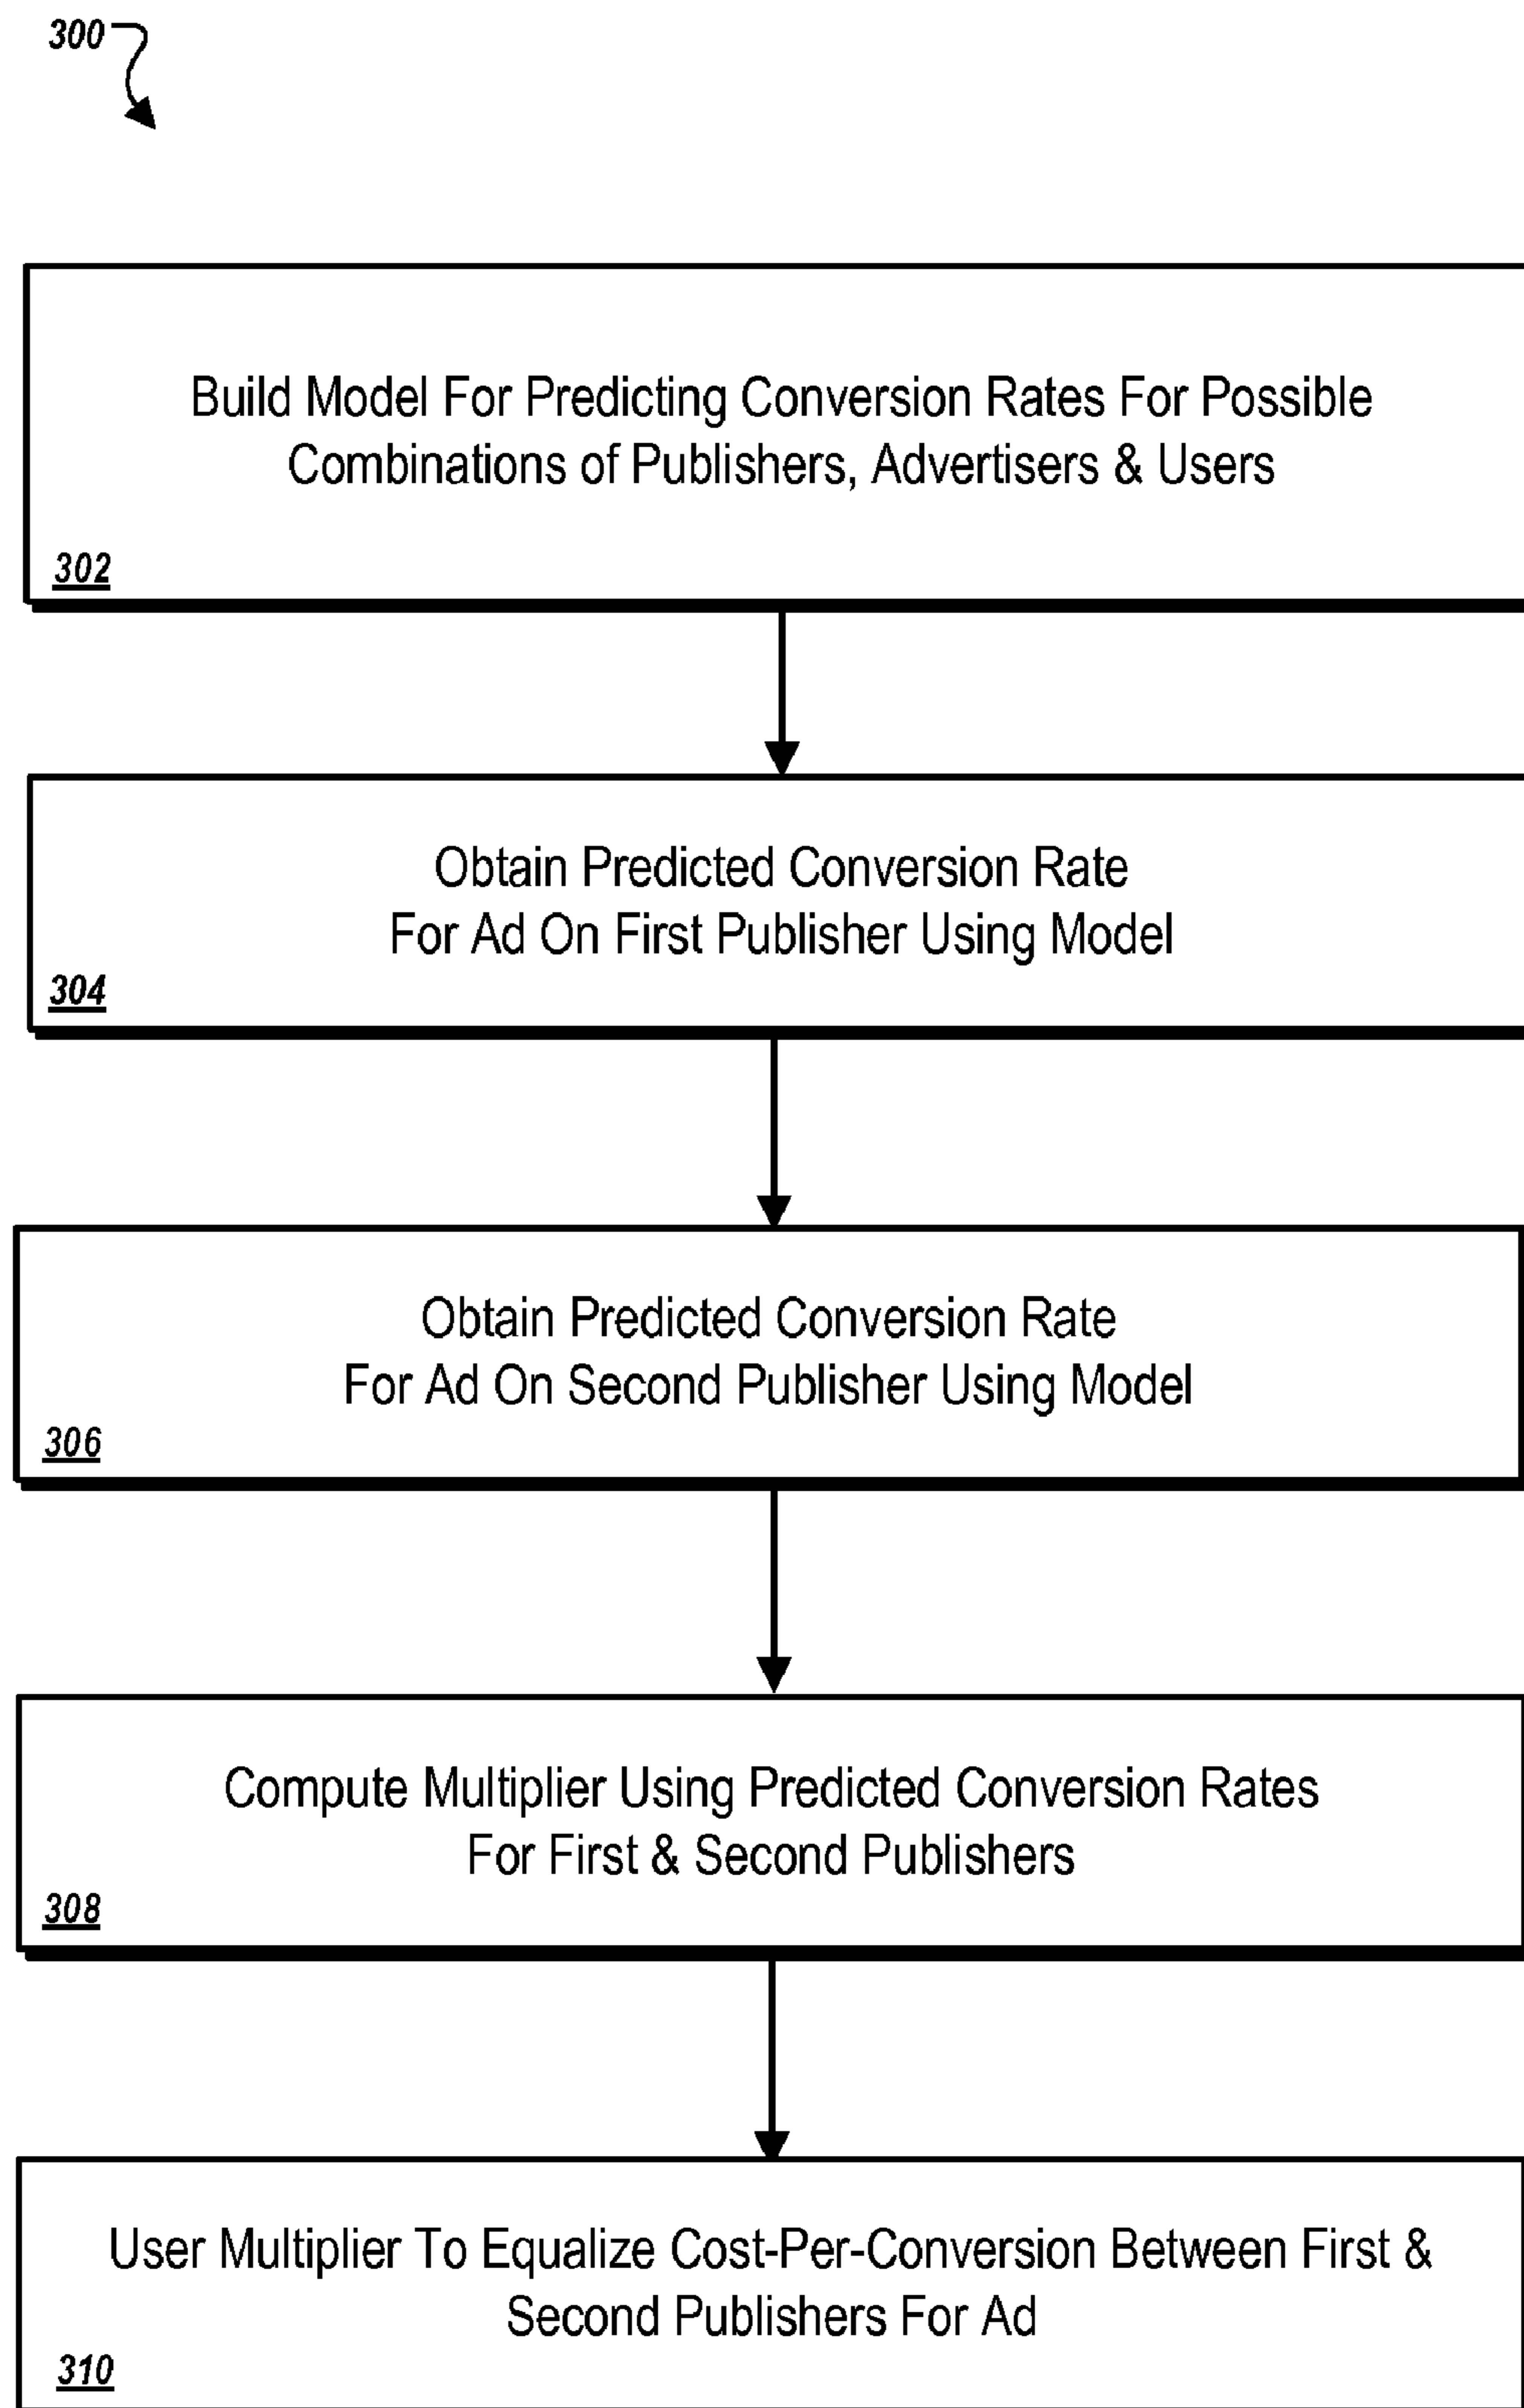 300
Build Model For Predicting Conversion Rates For Possible
Combinations of Publishers, Advertisers & Users
302
Obtain Predicted Conversion Rate
For Ad On First Publisher Using Model
304
Obtain Predicted Conversion Rate
For Ad On Second Publisher Using Model
306
Compute Multiplier Using Predicted Conversion Rates
For First & Second Publishers
308
User Multiplier To Equalize Cost-Per-Conversion Between First &
Second Publishers For Ad
310